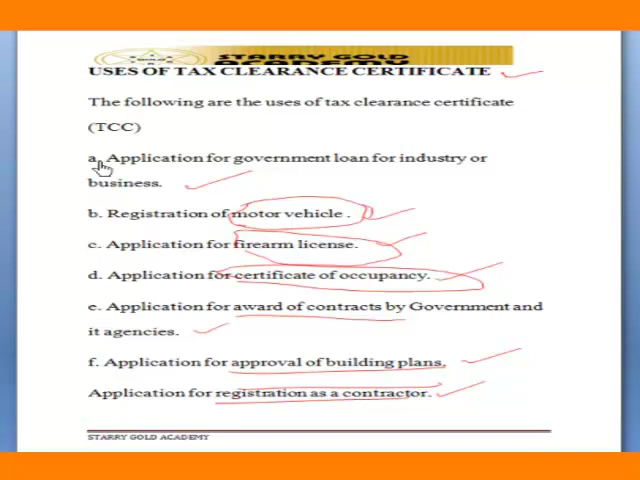 STARRY GOLD
ACADEMY
USES OF TAX CLEARANCE CERTIFICATE
The following are the uses of tax clearance certificate
(TCC)
a. Application for government loan for industry or
business.
b. Registration of motor vehicle .
c. Application for firearm license.
d. Application for certificate of occupancy.
e. Application for award of contracts by Government and
it agencies.
f. Application for approval of building plans.
Application for registration as a contractor.
STARRY GOLD ACADEMY